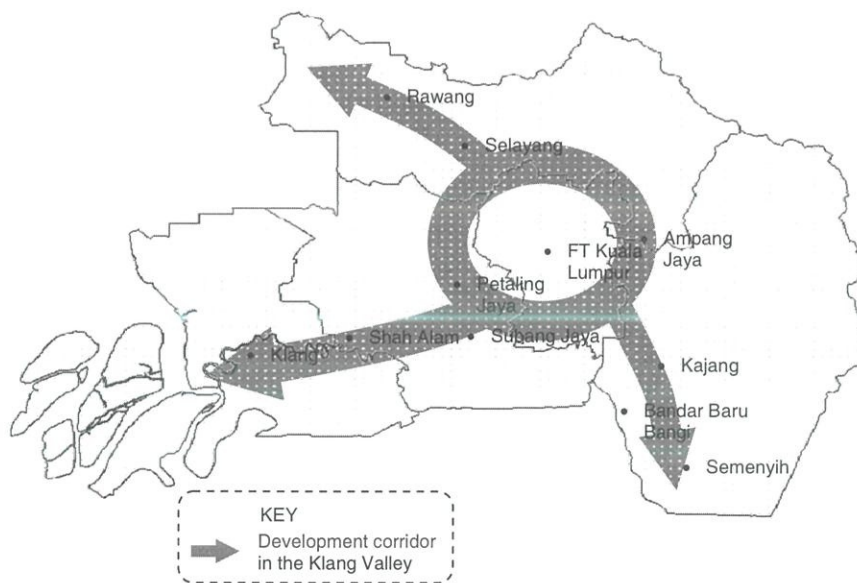 Rawang
Selayang
Ampang
Jaya
FT Kuala
Lumpur
Petaling
Jaya
Shah Alam
Subang Jaya
Klang
Kajang
Bandar Baru
Bangi
Semenyih
KEY
Development corridor
in the Klang Valley